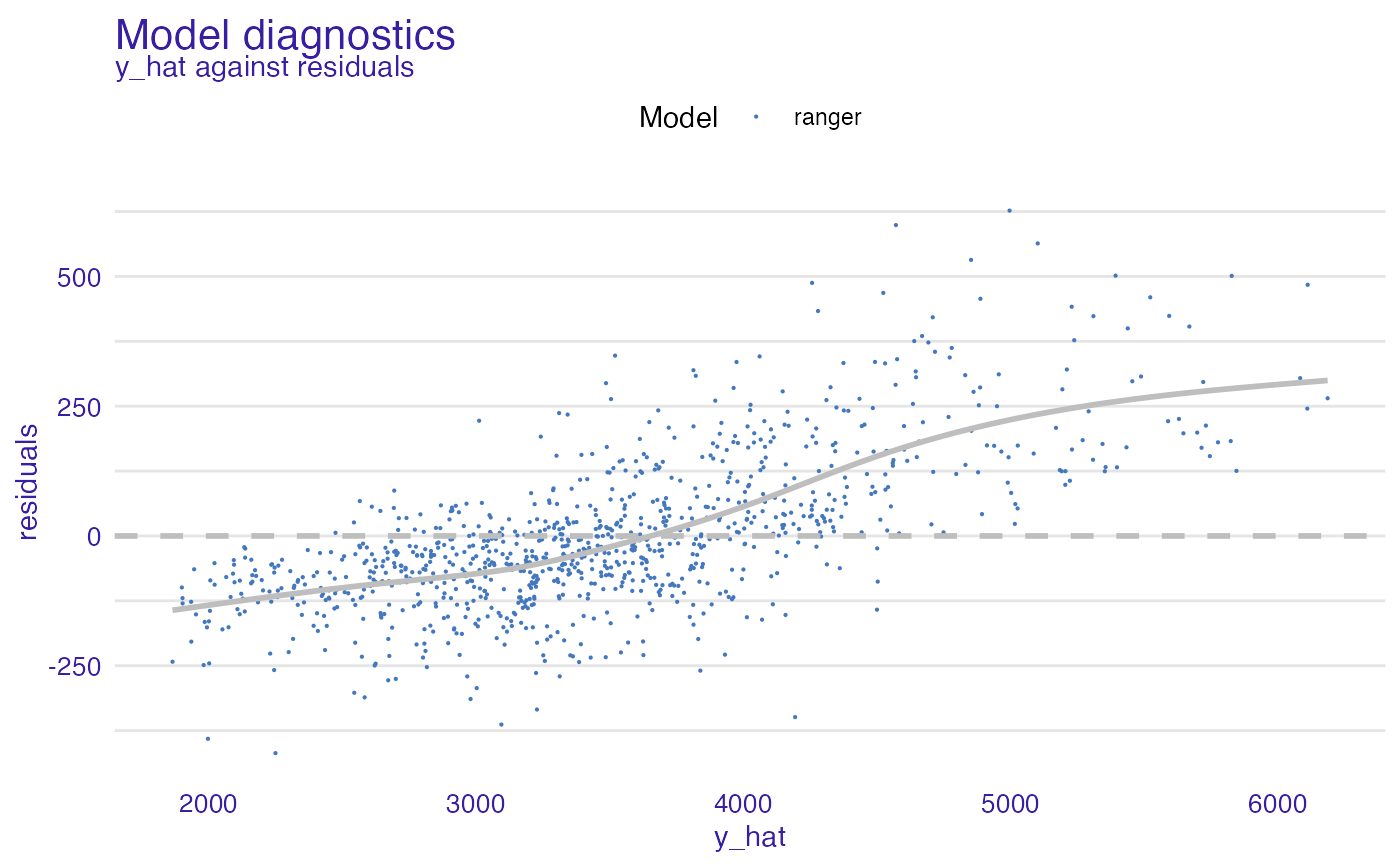 Model diagnostics
y_hat against residuals
Model ranger
residuals
500
250
0
-250
2000 3000 4000 5000 6000
y_hat